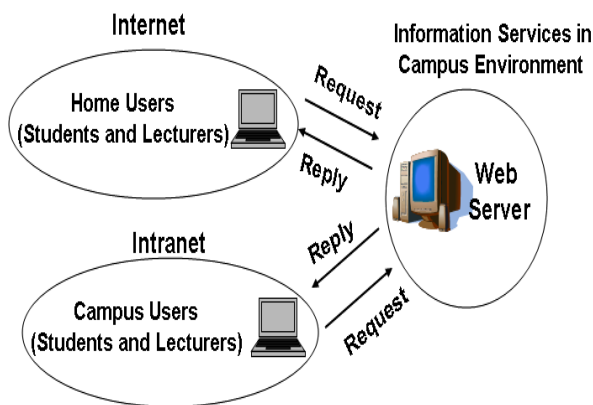 Internet
Home Users
(Students and Lecturers)
Request
Reply
Information Services in
Campus Environment
Web
Server
Intranet
Campus Users
(Students and Lecturers)
Reply
Request